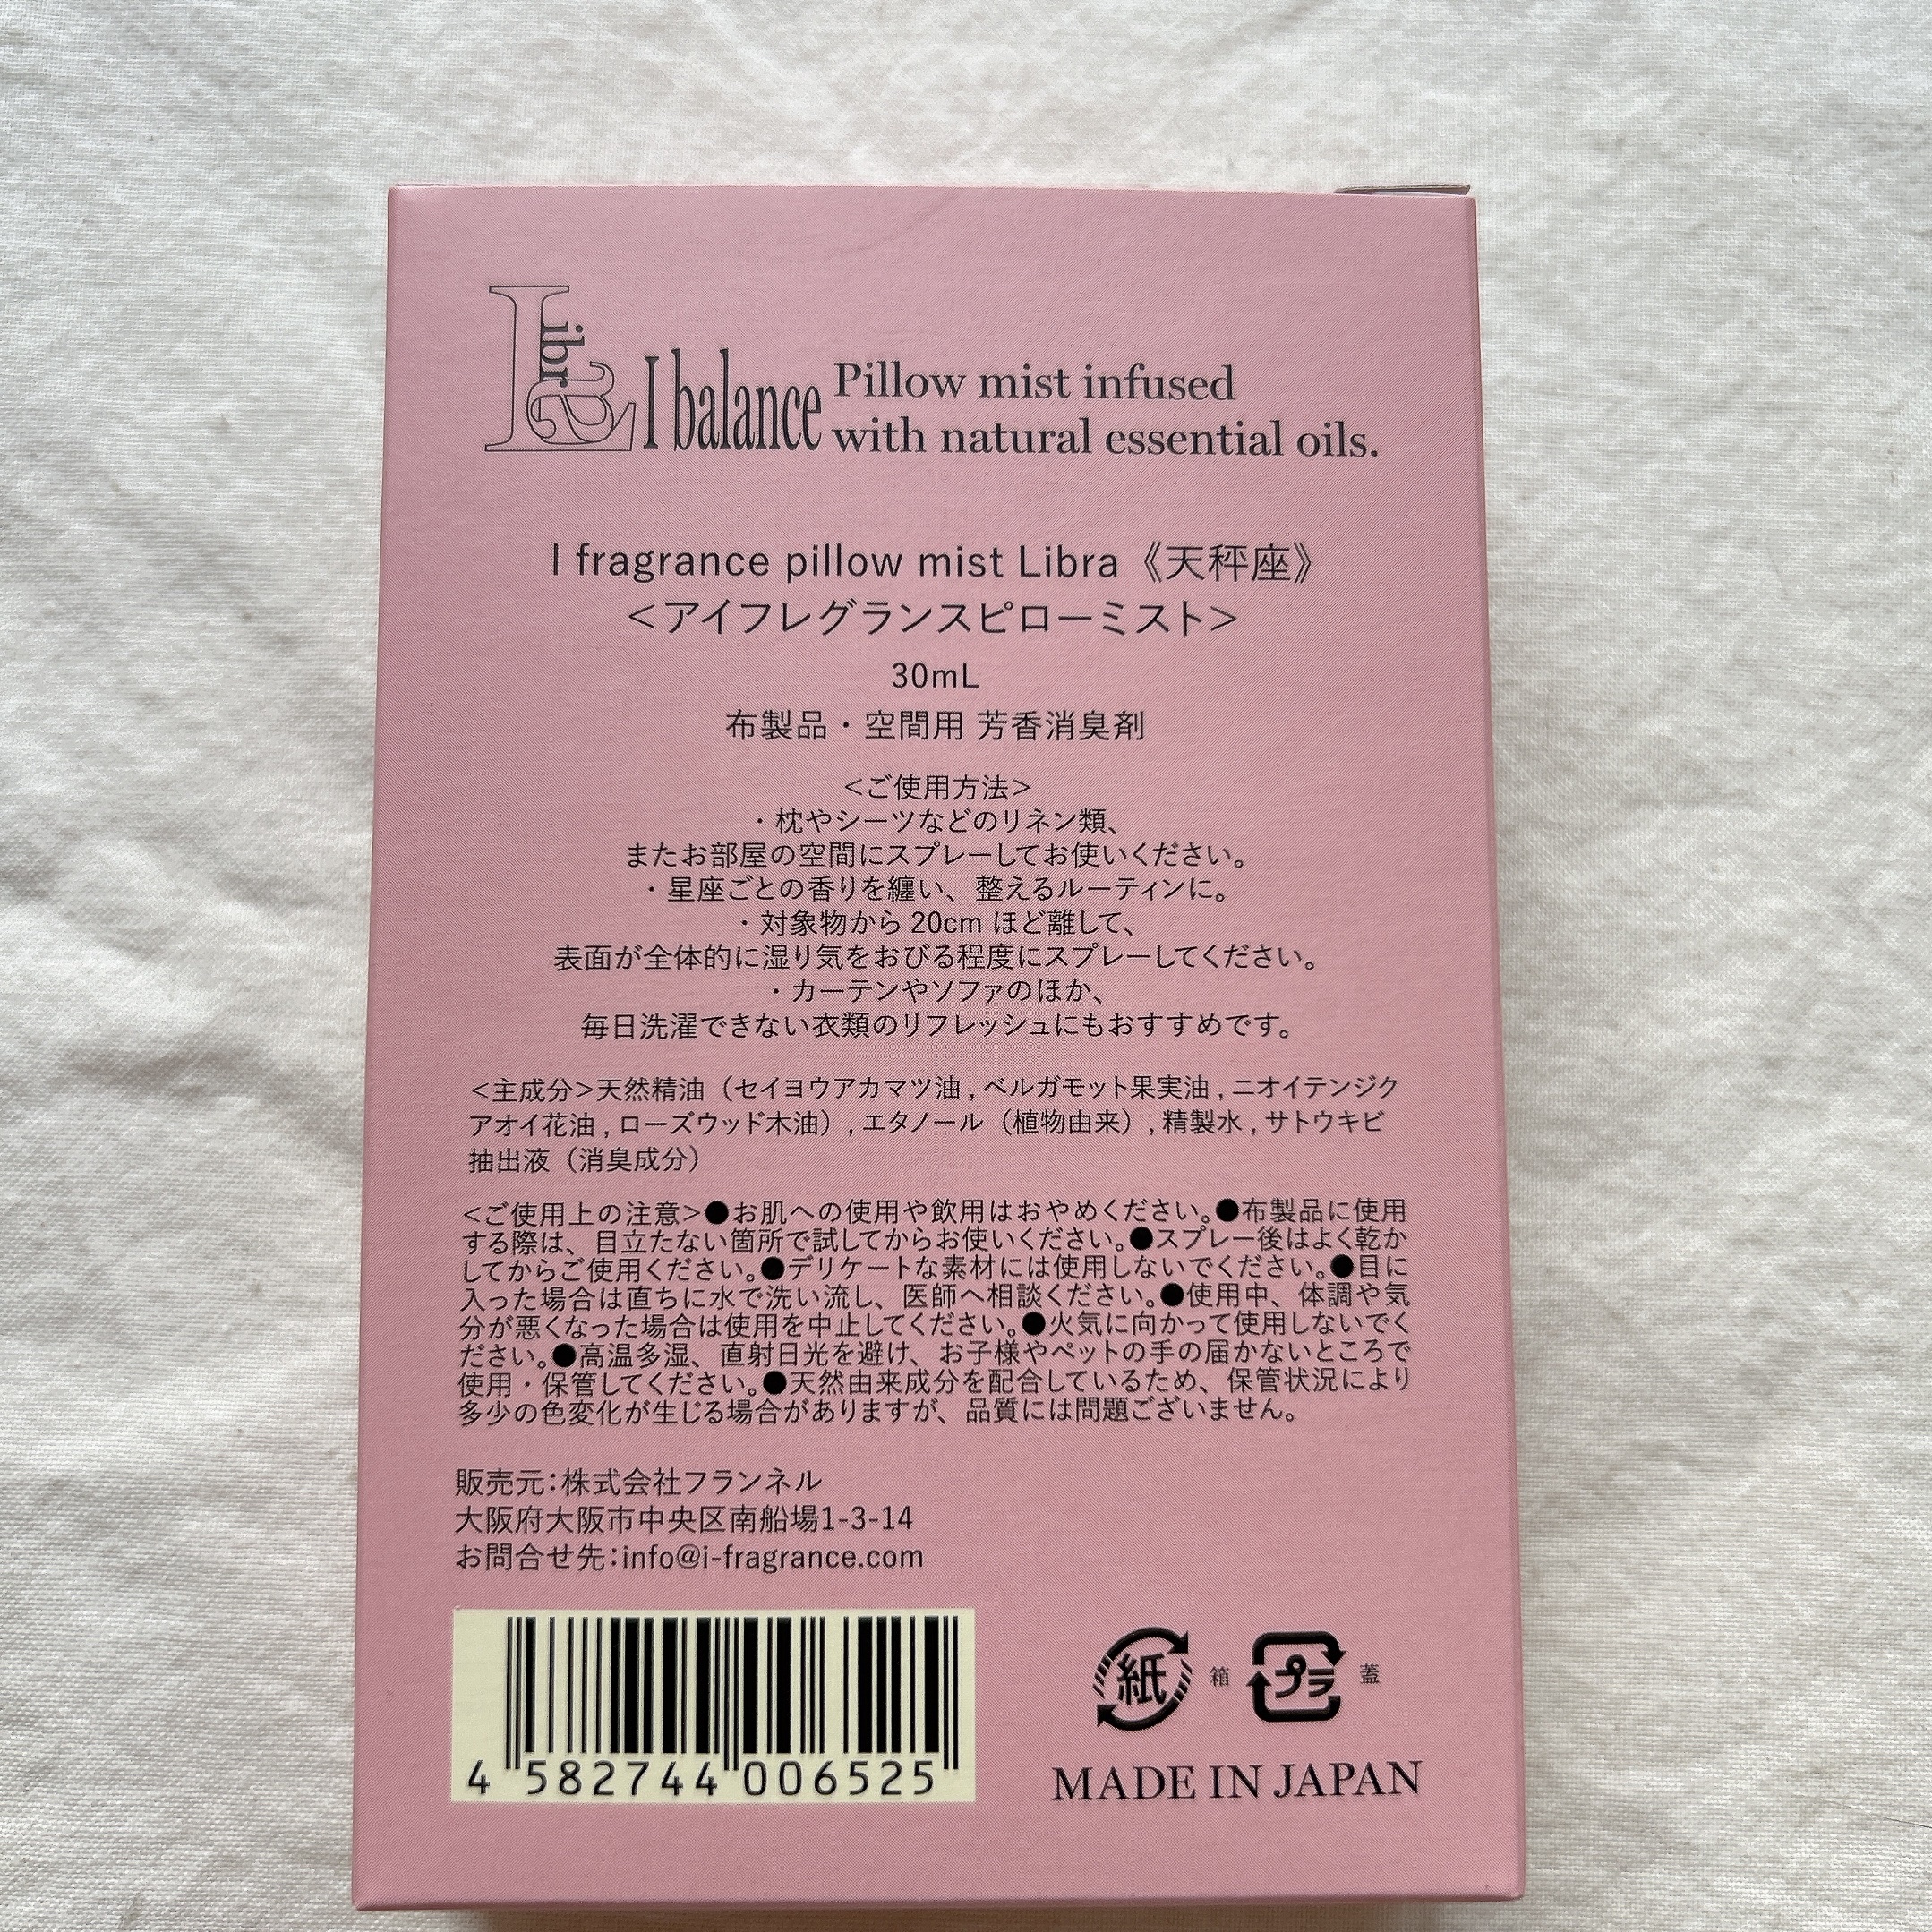 Libra I balance Pillow mist infused
with natural essential oils.
I fragrance pillow mist Libra《天秤座》
<アイフレグランスピローミスト>
30mL
布製品・空間用 芳香消臭剤
<ご使用方法>
・枕やシーツなどのリネン類、
またお部屋の空間にスプレーしてお使いください。
・星座ごとの香りを纏い、整えるルーティンに。
・対象物から 20cm ほど離して、
表面が全体的に湿り気をおびる程度にスプレーしてください。
・カーテンやソファのほか、
毎日洗濯できない衣類のリフレッシュにもおすすめです。
<主成分>天然精油（セイヨウアカマツ油 , ベルガモット果実油 , ニオイテンジク
アオイ花油 , ローズウッド木油）, エタノール（植物由来）, 精製水 , サトウキビ
抽出液（消臭成分）
<ご使用上の注意>●お肌への使用や飲用はおやめください。●布製品に使用
する際は、目立たない箇所で試してからお使いください。●スプレー後はよく乾か
してからご使用ください。●デリケートな素材には使用しないでください。●目に
入った場合は直ちに水で洗い流し、医師へ相談ください。●使用中、体調や気
分が悪くなった場合は使用を中止してください。●火気に向かって使用しないでく
ださい。●高温多湿、直射日光を避け、お子様やペットの手の届かないところで
使用・保管してください。●天然由来成分を配合しているため、保管状況により
多少の色変化が生じる場合がありますが、品質には問題ございません。
販売元：株式会社フランネル
大阪府大阪市中央区南船場1-3-14
お問合せ先：info@i-fragrance.com
4 582744 006525
紙 箱 プラ 蓋
MADE IN JAPAN